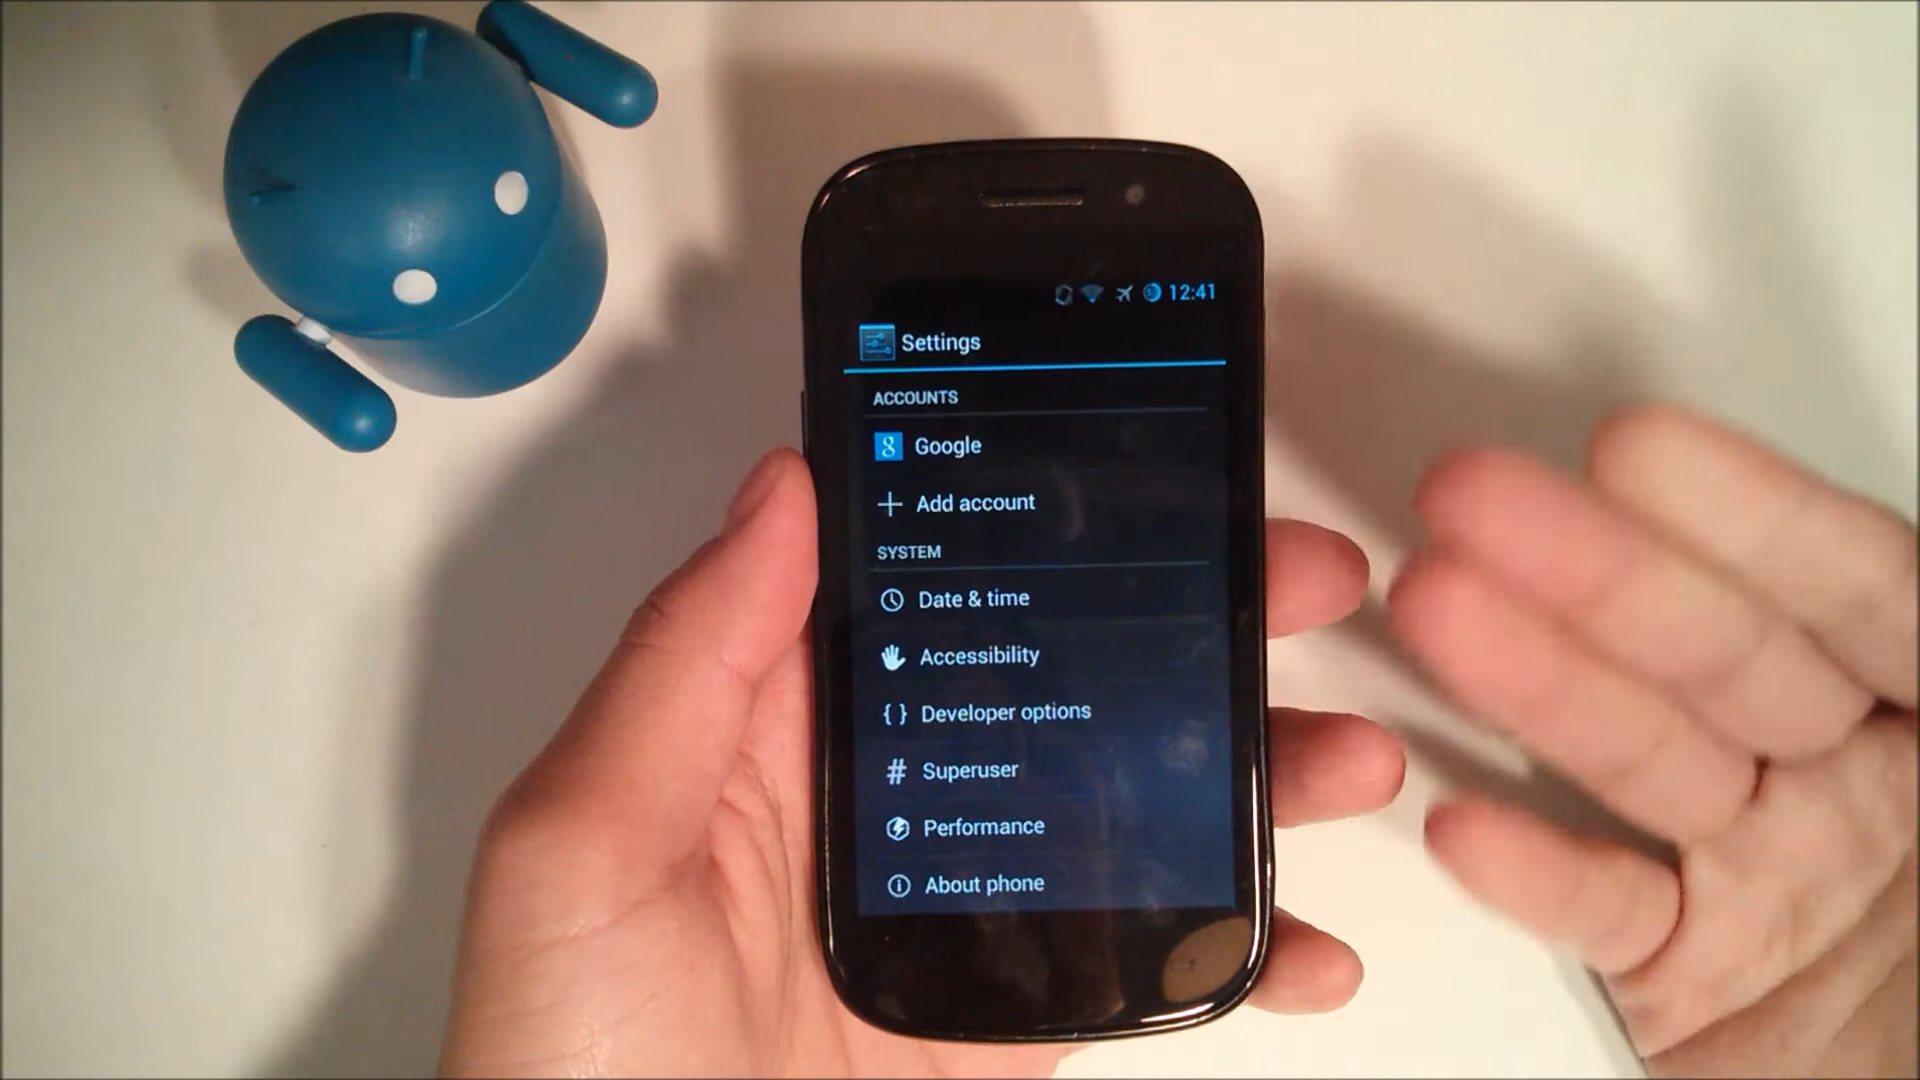 12:41
Settings
ACCOUNTS
Google
Add account
SYSTEM
Date & time
Accessibility
{ } Developer options
# Superuser
Performance
About phone